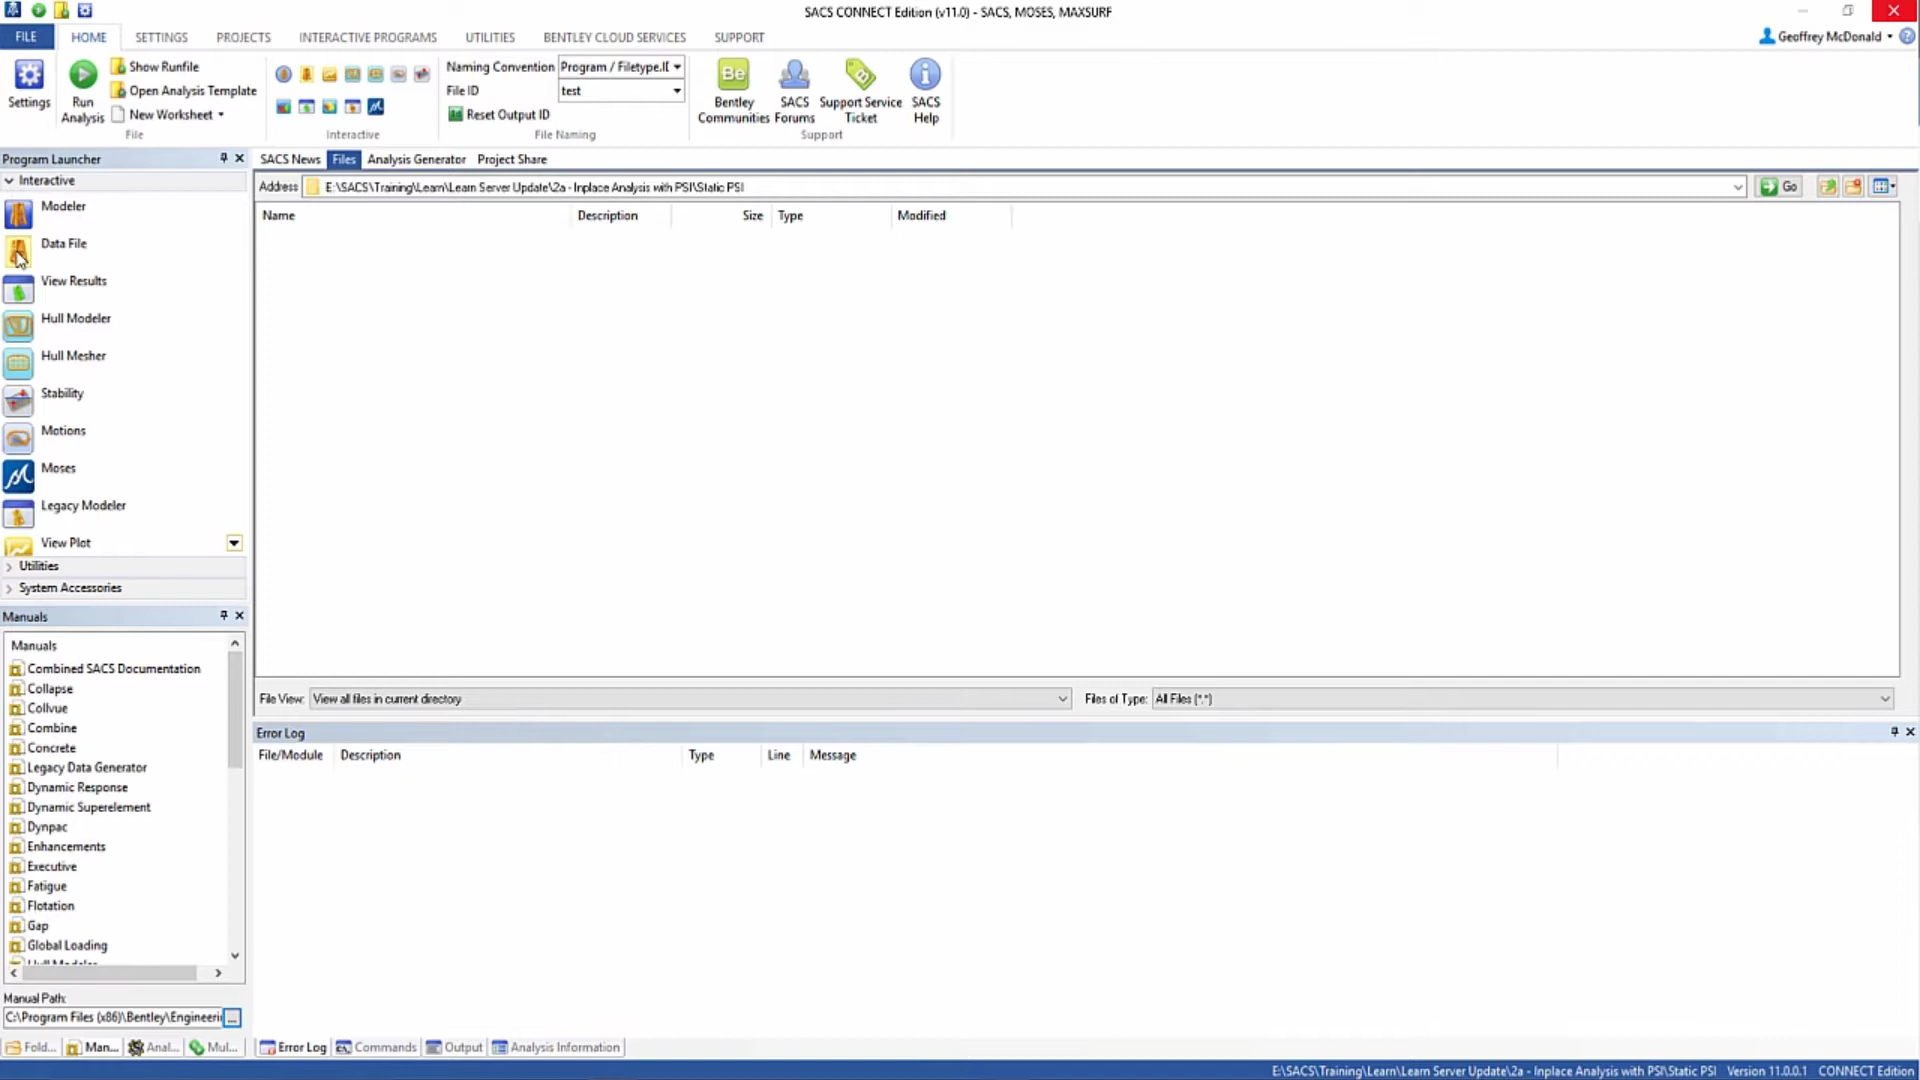 SACS CONNECT Edition (v11.0) - SACS, MOSES, MAXSURF
FILE HOME SETTINGS PROJECTS INTERACTIVE PROGRAMS UTILITIES BENTLEY CLOUD SERVICES SUPPORT
Geoffrey McDonald
Settings
Run Analysis
Show Runfile
Open Analysis Template
New Worksheet
File
Interactive
Naming Convention Program / Filetype.II
File ID test
Reset Output ID
File Naming
Bentley Communities
SACS Forums
Support Service Ticket
SACS Help
Support
Program Launcher
Interactive
Modeler
Data File
View Results
Hull Modeler
Hull Mesher
Stability
Motions
Moses
Legacy Modeler
View Plot
Utilities
System Accessories
Manuals
Manuals
Combined SACS Documentation
Collapse
Collvue
Combine
Concrete
Legacy Data Generator
Dynamic Response
Dynamic Superelement
Dynpac
Enhancements
Executive
Fatigue
Flotation
Gap
Global Loading
Manual Path:
C:\Program Files (x86)\Bentley\Engineeri ...
Fold... Man... Anal... Mul...
SACS News Files Analysis Generator Project Share
Address E:\SACS\Training\Learn\Learn Server Update\2a - Inplace Analysis with PSI\Static PSI Go
Name Description Size Type Modified
File View: View all files in current directory Files of Type: All Files (*.*)
Error Log
File/Module Description Type Line Message
Error Log Commands Output Analysis Information
E:\SACS\Training\Learn\Learn Server Update\2a - Inplace Analysis with PSI\Static PSI Version 11.0.0.1 CONNECT Edition